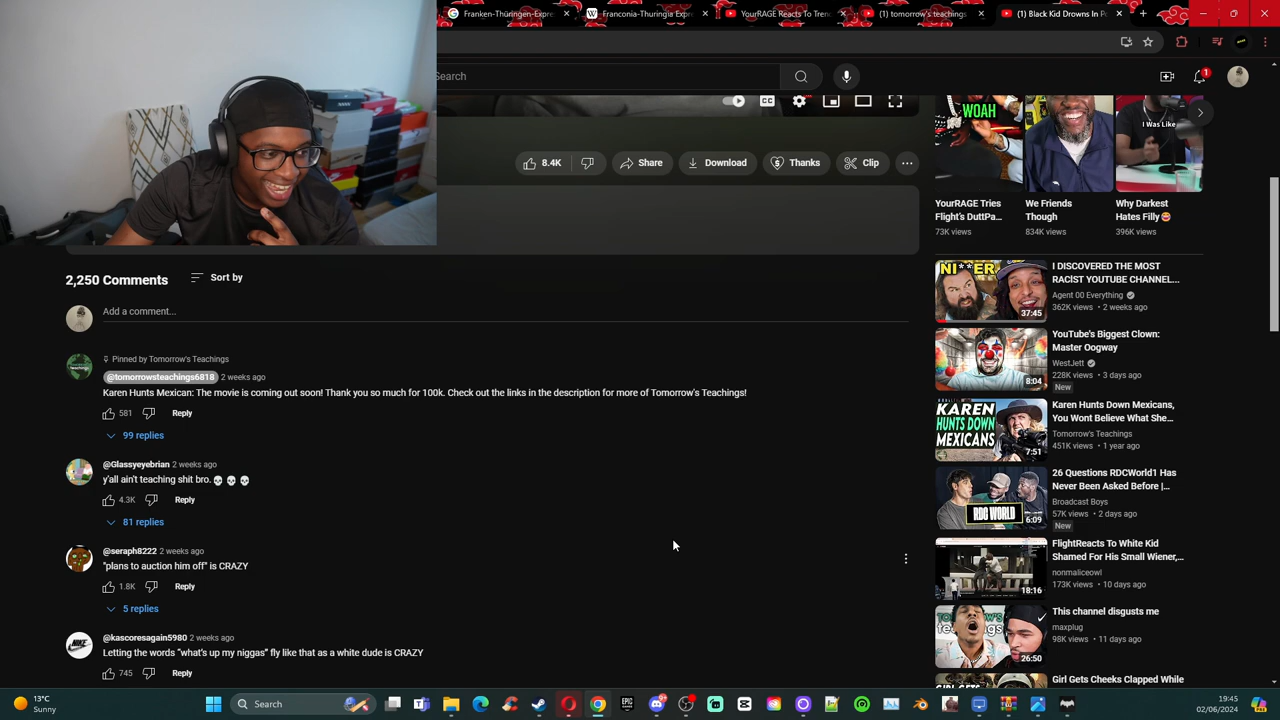 Franken-Thüringen-Expre
Franconia-Thuringia Expr
YourRAGE Reacts To Tren
(1) tomorrow's teachings
(1) Black Kid Drowns In P
Search
1
WOAH
I Was Like
8.4K
Share
Download
Thanks
Clip
YourRAGE Tries
Flight's DuttPa...
73K views
We Friends
Though
834K views
Why Darkest
Hates Filly😍
396K views
2,250 Comments
Sort by
Add a comment...
Pinned by Tomorrow's Teachings
@tomorrowsteachings6818 2 weeks ago
Karen Hunts Mexican: The movie is coming out soon! Thank you so much for 100k. Check out the links in the description for more of Tomorrow's Teachings!
581 Reply
99 replies
@Glassyeyebrian 2 weeks ago
y'all ain't teaching shit bro.💀 💀 💀
4.3K Reply
81 replies
@seraph8222 2 weeks ago
"plans to auction him off" is CRAZY
1.8K Reply
5 replies
@kascoresagain5980 2 weeks ago
Letting the words "what's up my niggas" fly like that as a white dude is CRAZY
745 Reply
NI**ER
37:45
I DISCOVERED THE MOST
RACİST YOUTUBE CHANNEL...
Agent 00 Everything
362K views • 2 weeks ago
8:04
YouTube's Biggest Clown:
Master Oogway
WestJett
228K views • 3 days ago
New
KAREN
HUNTS DOWN
MEXICANS
7:51
Karen Hunts Down Mexicans,
You Wont Believe What She...
Tomorrow's Teachings
451K views • 1 year ago
RDC WORLD
6:09
26 Questions RDCWorld1 Has
Never Been Asked Before |
Broadcast Boys
57K views • 2 days ago
New
18:16
FlightReacts To White Kid
Shamed For His Small Wiener,
nonmaliceowl
173K views • 10 days ago
26:50
This channel disgusts me
maxplug
98K views • 11 days ago
Girl Gets Cheeks Clapped While
13°C
Sunny
Search
19:45
02/06/2024